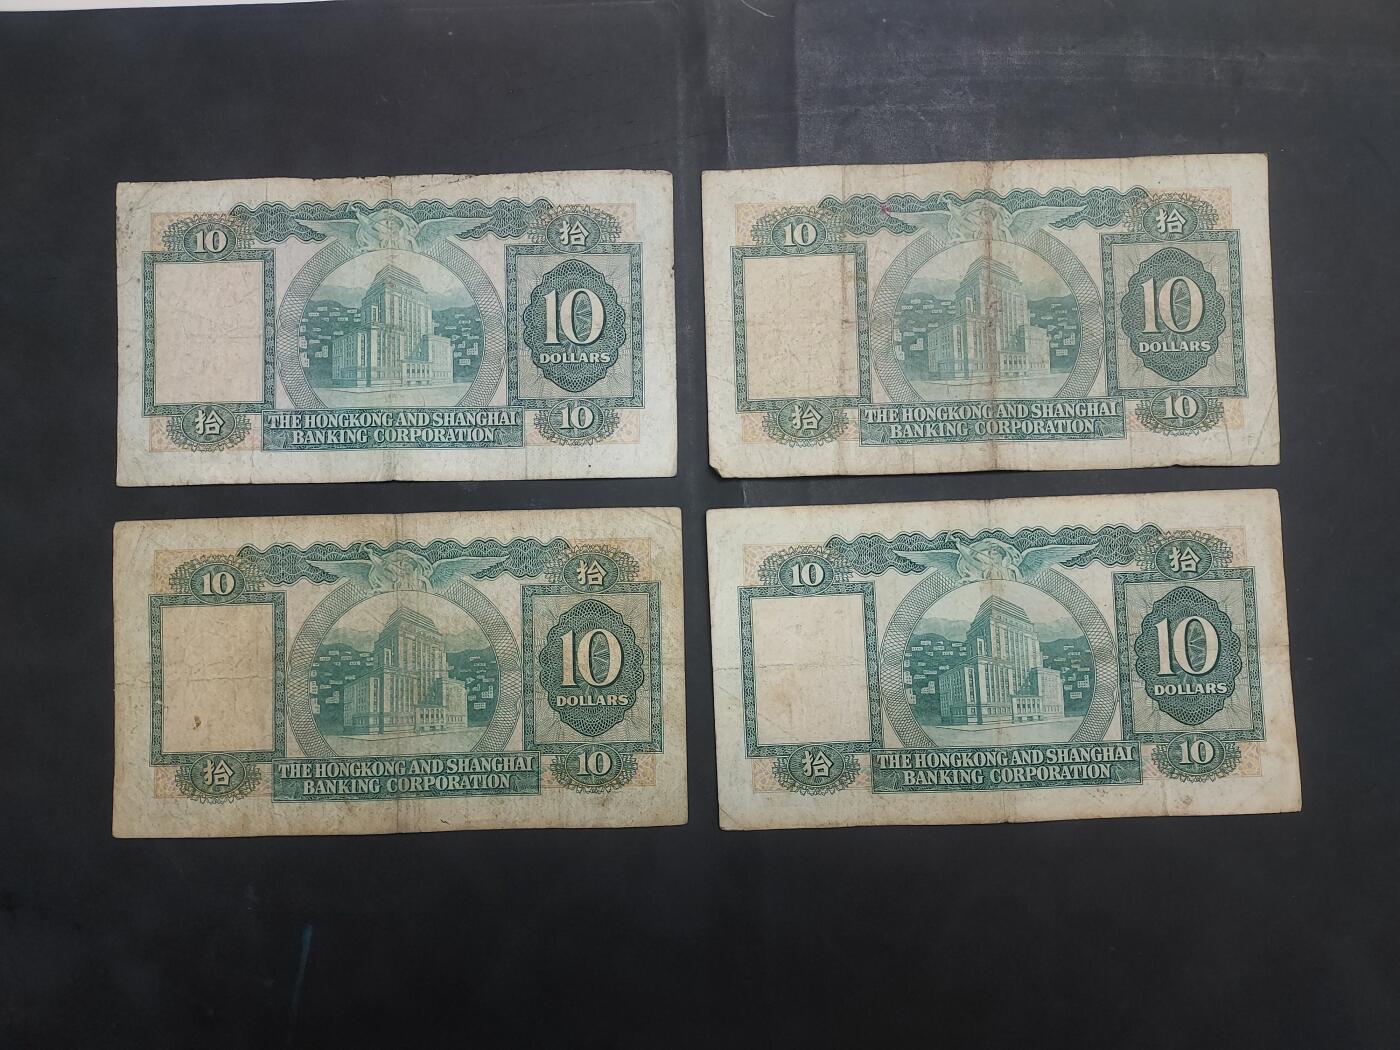 10 拾
10
DOLLARS
拾 THE HONGKONG AND SHANGHAI
BANKING CORPORATION 10
10 拾
10
DOLLARS
拾 THE HONGKONG AND SHANGHAI
BANKING CORPORATION 10
10 拾
10
DOLLARS
拾 THE HONGKONG AND SHANGHAI
BANKING CORPORATION 10
10 拾
10
DOLLARS
拾 THE HONGKONG AND SHANGHAI
BANKING CORPORATION 10